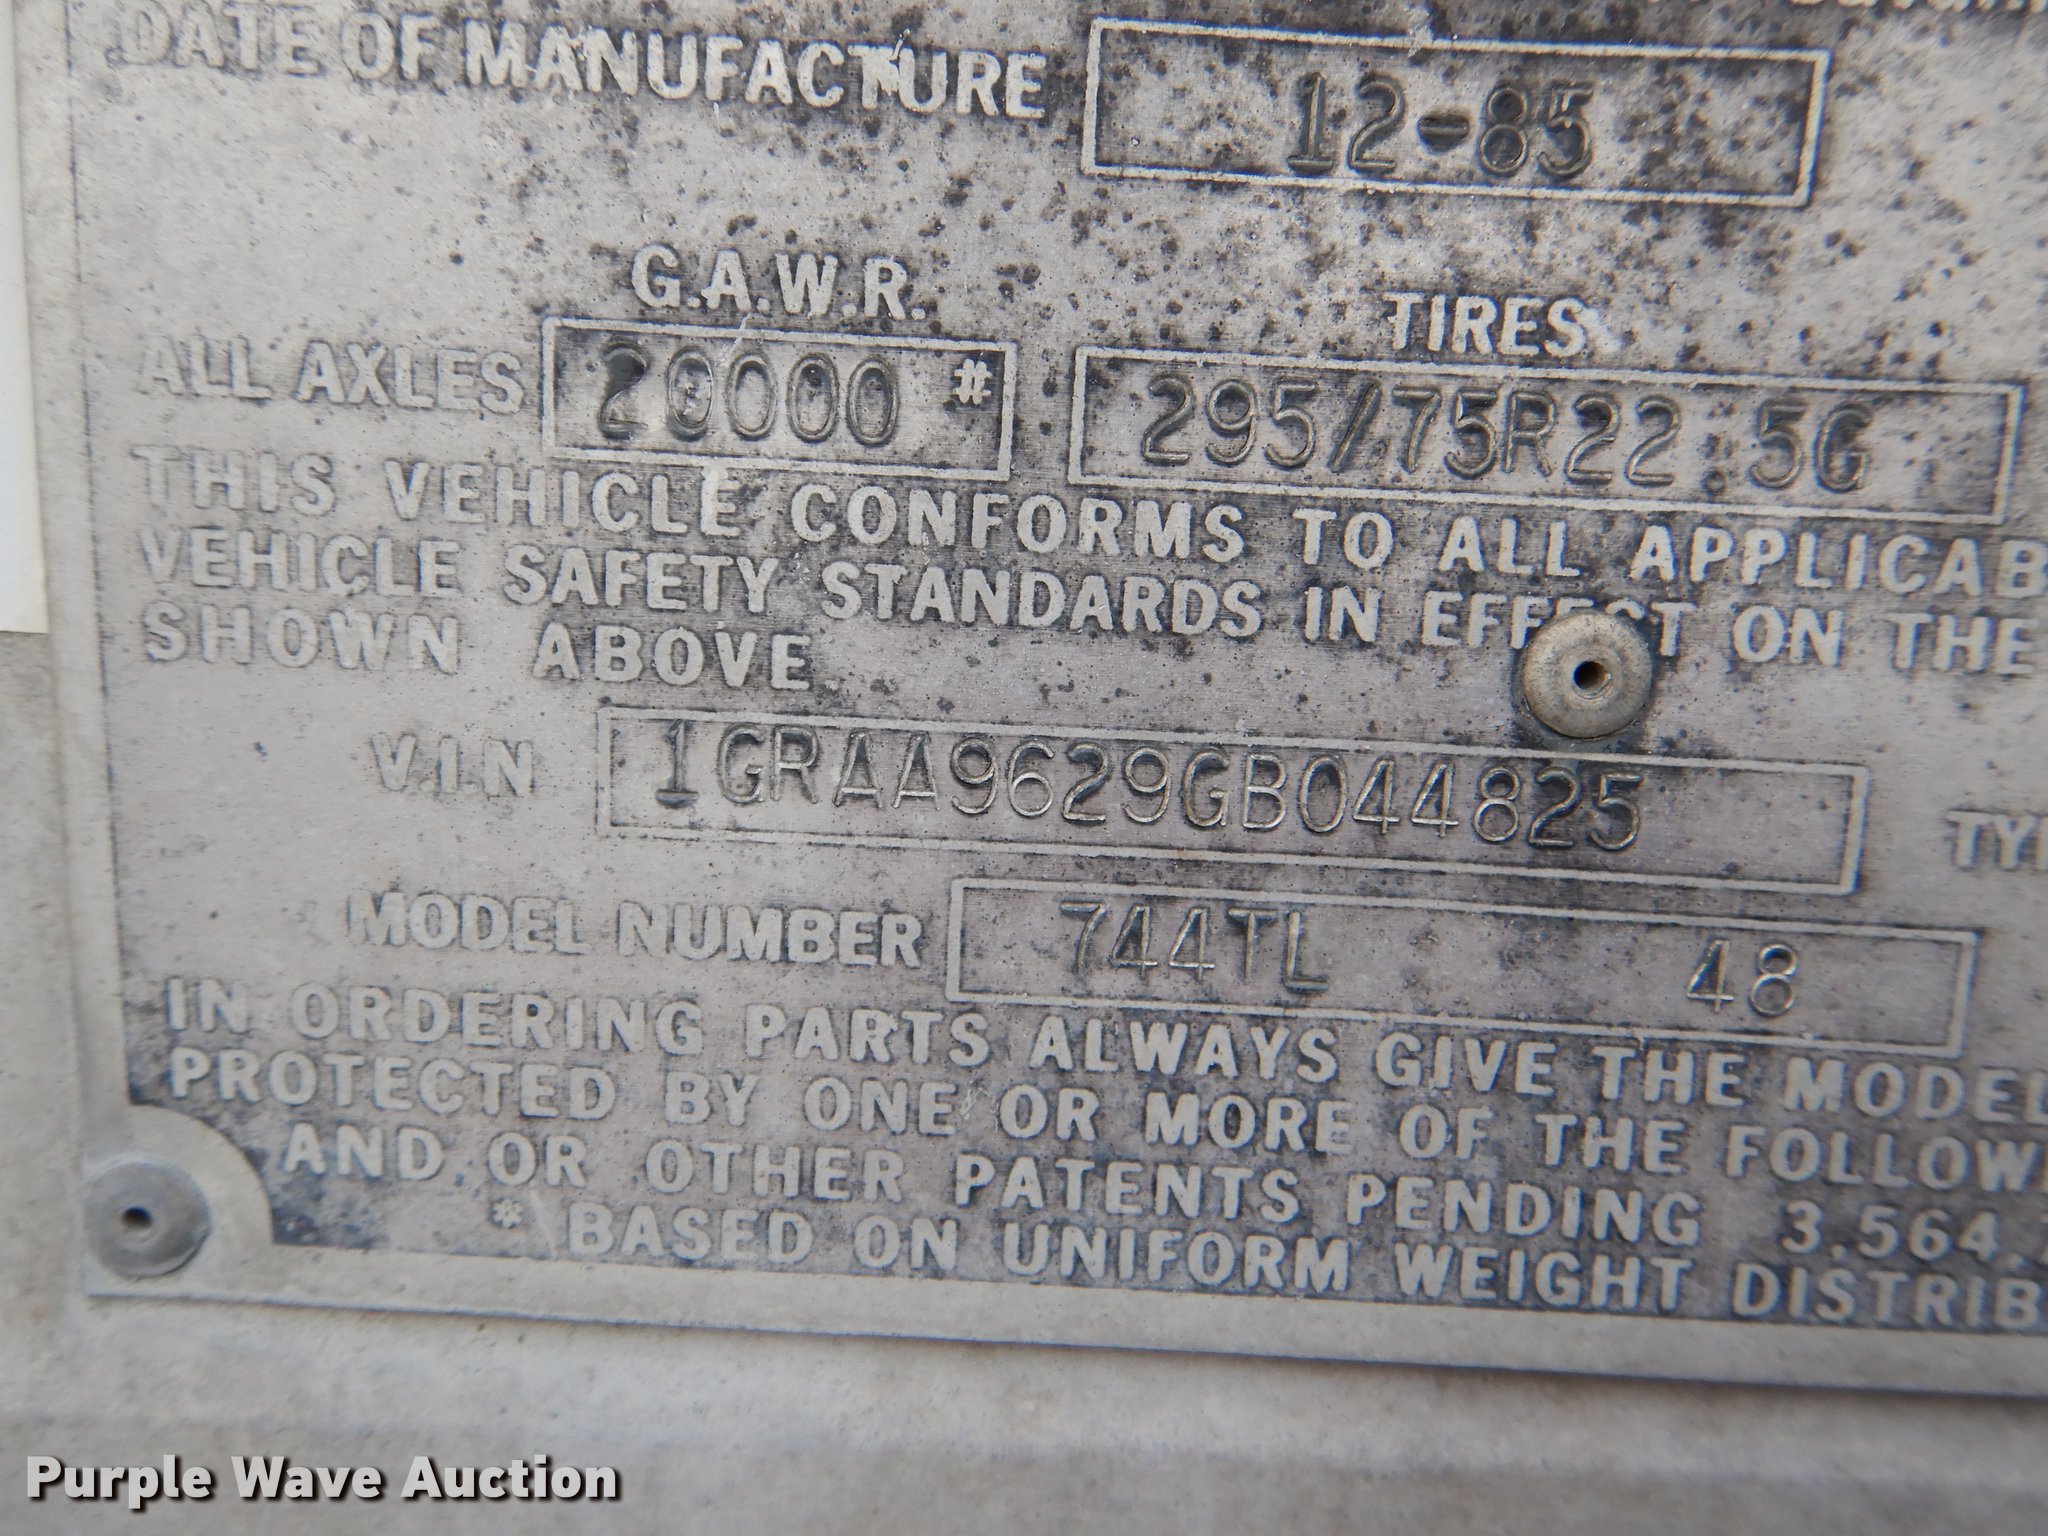 DATE OF MANUFACTURE 12-85
G.A.W.R. TIRES
ALL AXLES 20000 # 295/75R22.5G
THIS VEHICLE CONFORMS TO ALL APPLICAB
VEHICLE SAFETY STANDARDS IN EFFECT ON THE
SHOWN ABOVE.
V.I.N 1GRAA9629GB044825 TY
MODEL NUMBER 744TL 48
IN ORDERING PARTS ALWAYS GIVE THE MODEL
PROTECTED BY ONE OR MORE OF THE FOLLOWI
AND/OR OTHER PATENTS PENDING 3,564,
* BASED ON UNIFORM WEIGHT DISTRIB
Purple Wave Auction